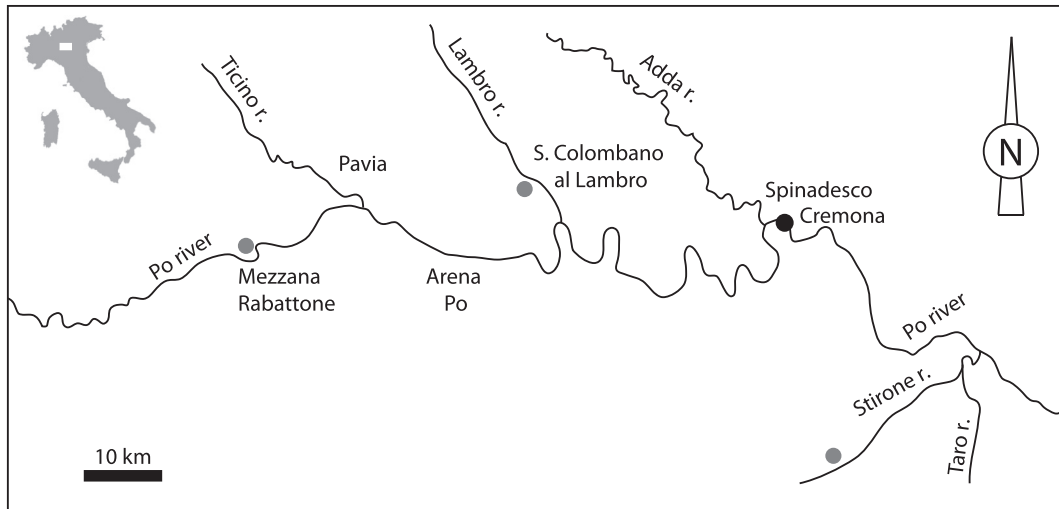 Ticino r.
Lambro r.
Adda r.
N
Pavia
S. Colombano
al Lambro
Spinadesco
Cremona
Po river
Mezzana
Rabattone
Arena
Po
Po river
Stirone r.
Taro r.
10 km